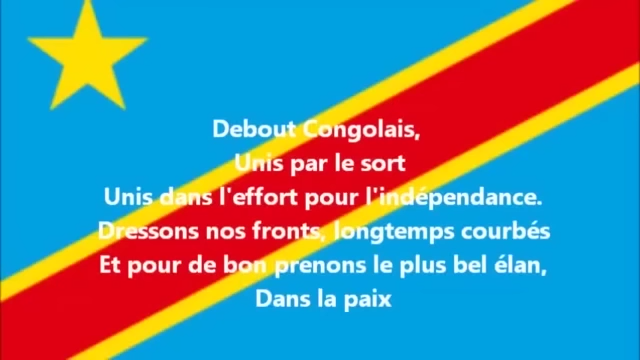 Debout Congolais,
Unis par le sort
Unis dans l'effort pour l'indépendance.
Dressons nos fronts, longtemps courbés
Et pour de bon prenons le plus bel élan,
Dans la paix